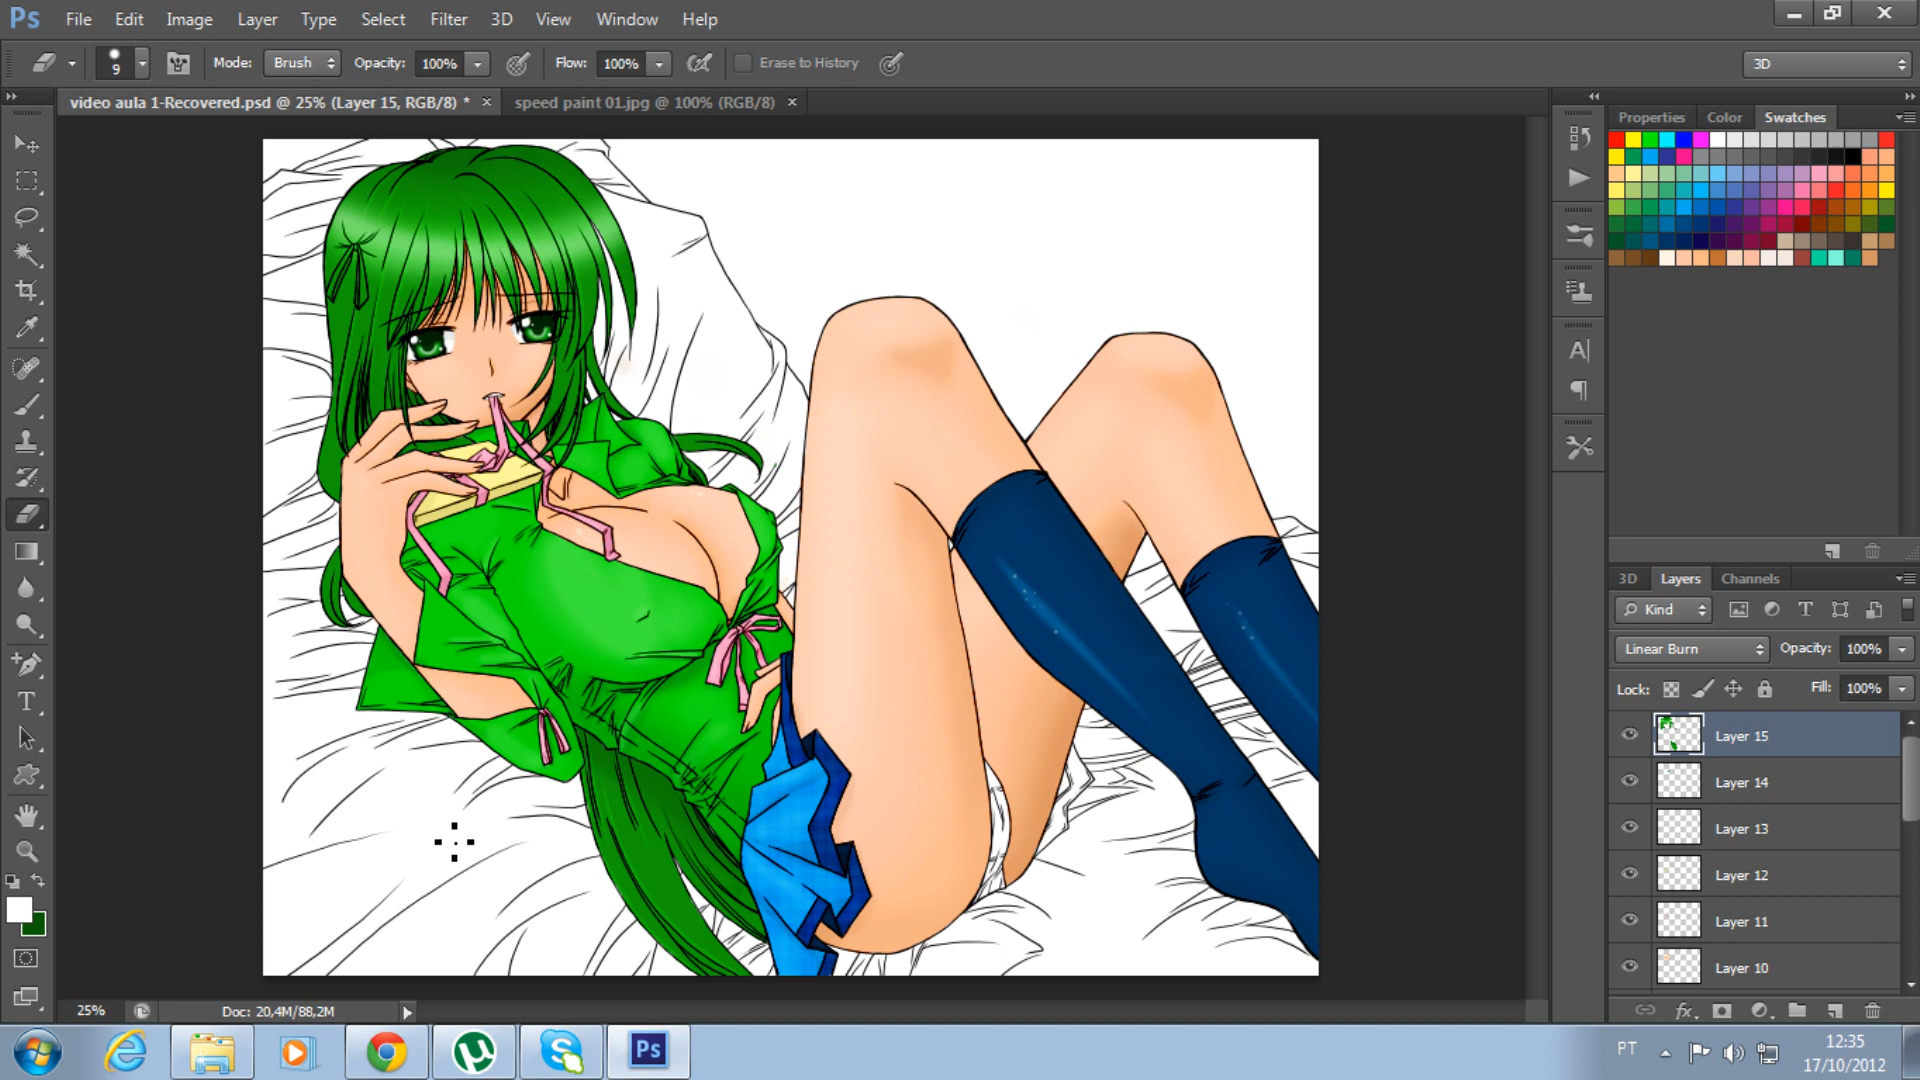 Ps File Edit Image Layer Type Select Filter 3D View Window Help
9 Mode: Brush Opacity: 100% Flow: 100% Erase to History 3D
video aula 1-Recovered.psd @ 25% (Layer 15, RGB/8) * × speed paint 01.jpg @ 100% (RGB/8) ×
Properties Color Swatches
3D Layers Channels
Kind
Linear Burn Opacity: 100%
Lock: Fill: 100%
Layer 15
Layer 14
Layer 13
Layer 12
Layer 11
Layer 10
25% Doc: 20,4M/88,2M
Ps PT 12:35
17/10/2012